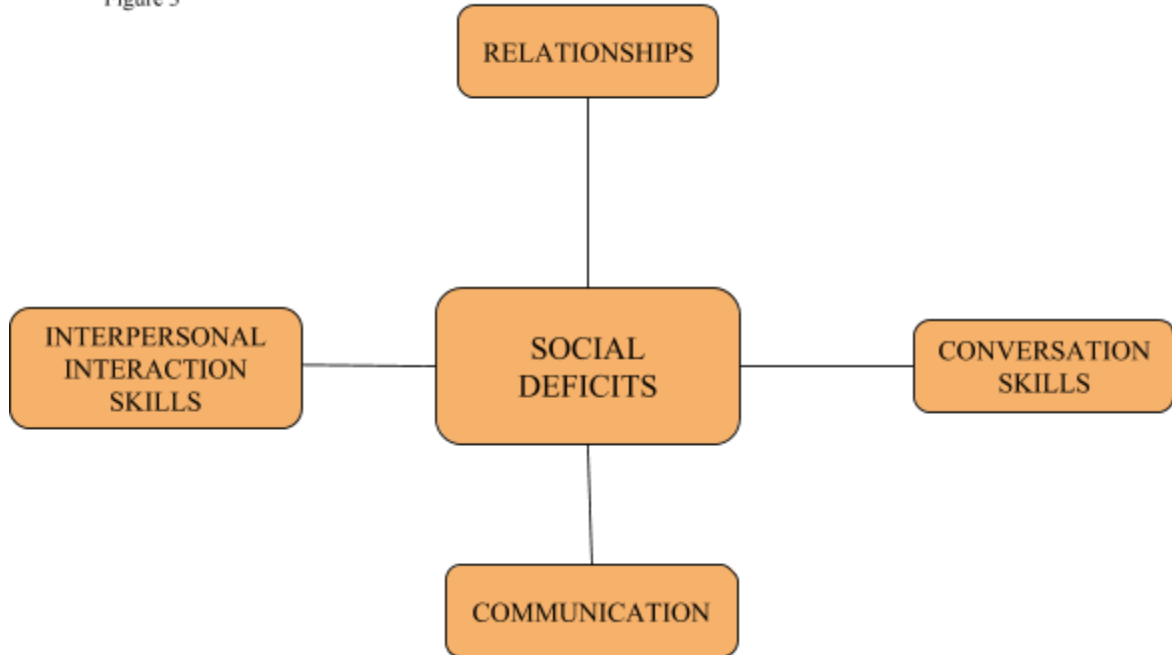 RELATIONSHIPS
INTERPERSONAL
INTERACTION
SKILLS
SOCIAL
DEFICITS
CONVERSATION
SKILLS
COMMUNICATION